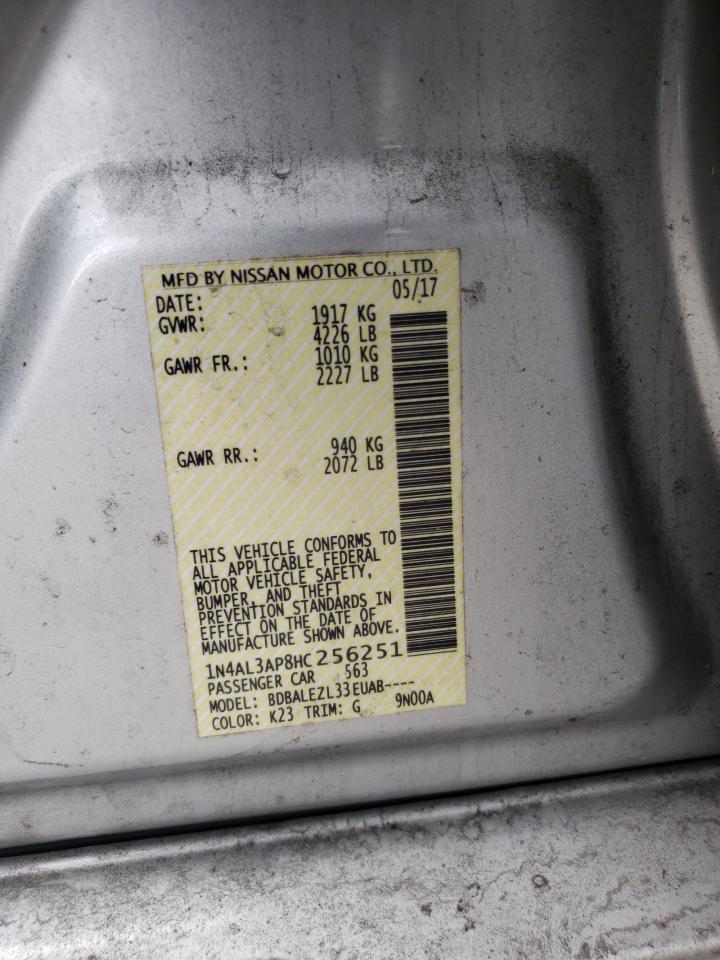 MFD BY NISSAN MOTOR CO., LTD.
DATE: 05/17
GVWR: 1917 KG
4226 LB
GAWR FR.: 1010 KG
2227 LB
GAWR RR.: 940 KG
2072 LB
THIS VEHICLE CONFORMS TO
ALL APPLICABLE FEDERAL
MOTOR VEHICLE SAFETY,
BUMPER, AND THEFT
PREVENTION STANDARDS IN
EFFECT ON THE DATE OF
MANUFACTURE SHOWN ABOVE.
1N4AL3AP8HC256251
PASSENGER CAR 563
MODEL: BDBALEZL33EUAB----
COLOR: K23 TRIM: G 9N00A